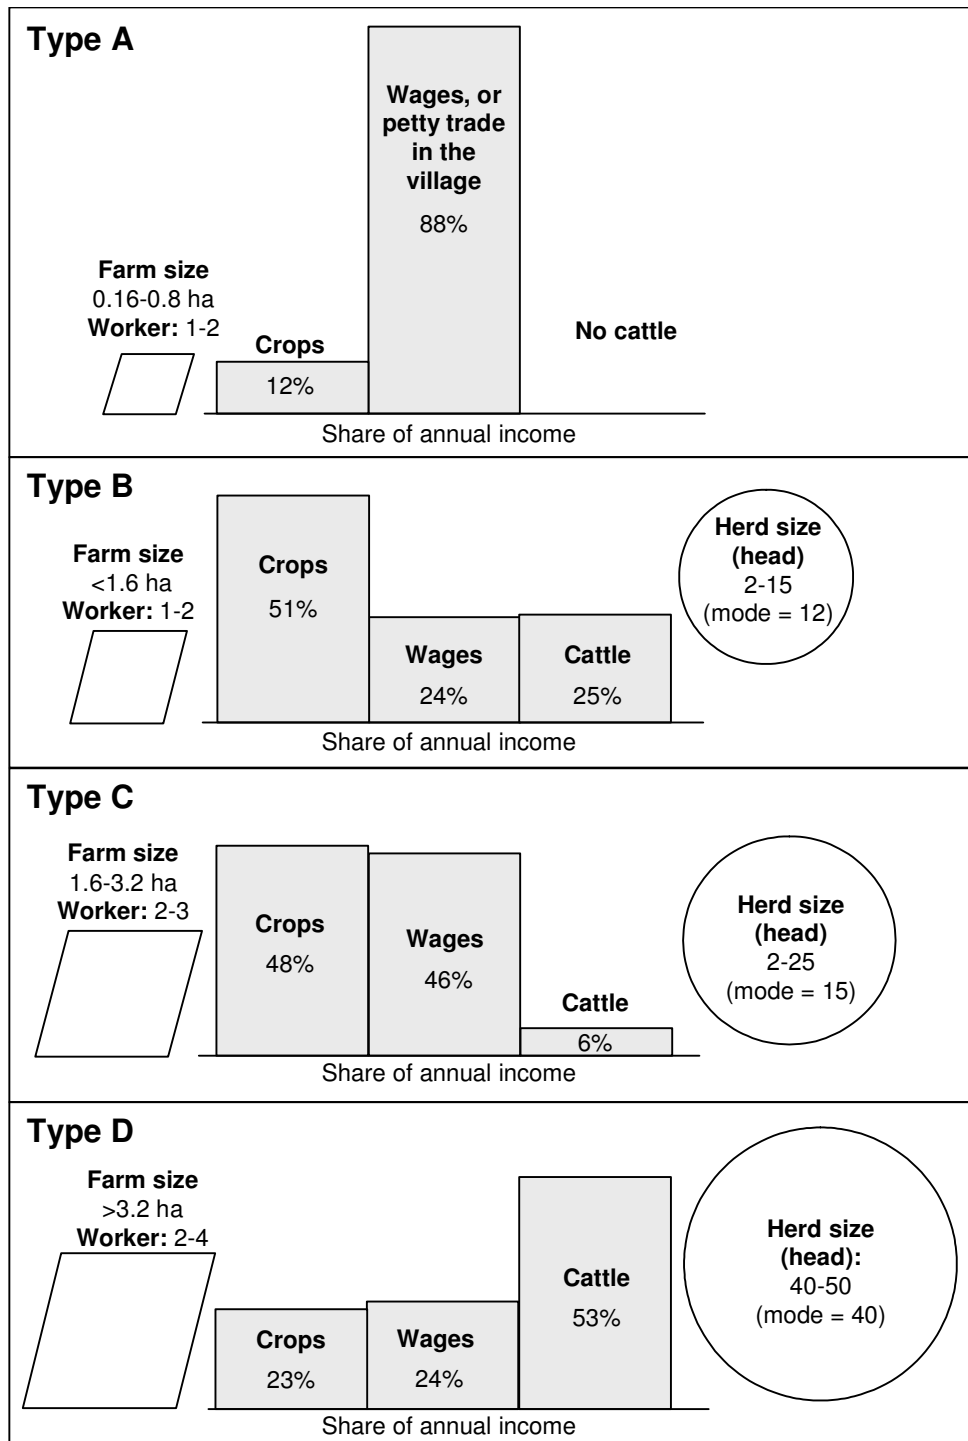 Type A
Wages, or
petty trade
in the
village
88%
Farm size
0.16-0.8 ha
Worker: 1-2
Crops
12%
No cattle
Share of annual income
Type B
Farm size
<1.6 ha
Worker: 1-2
Crops
51%
Wages
24%
Cattle
25%
Herd size
(head)
2-15
(mode = 12)
Share of annual income
Type C
Farm size
1.6-3.2 ha
Worker: 2-3
Crops
48%
Wages
46%
Cattle
6%
Herd size
(head)
2-25
(mode = 15)
Share of annual income
Type D
Farm size
>3.2 ha
Worker: 2-4
Crops
23%
Wages
24%
Cattle
53%
Herd size
(head):
40-50
(mode = 40)
Share of annual income